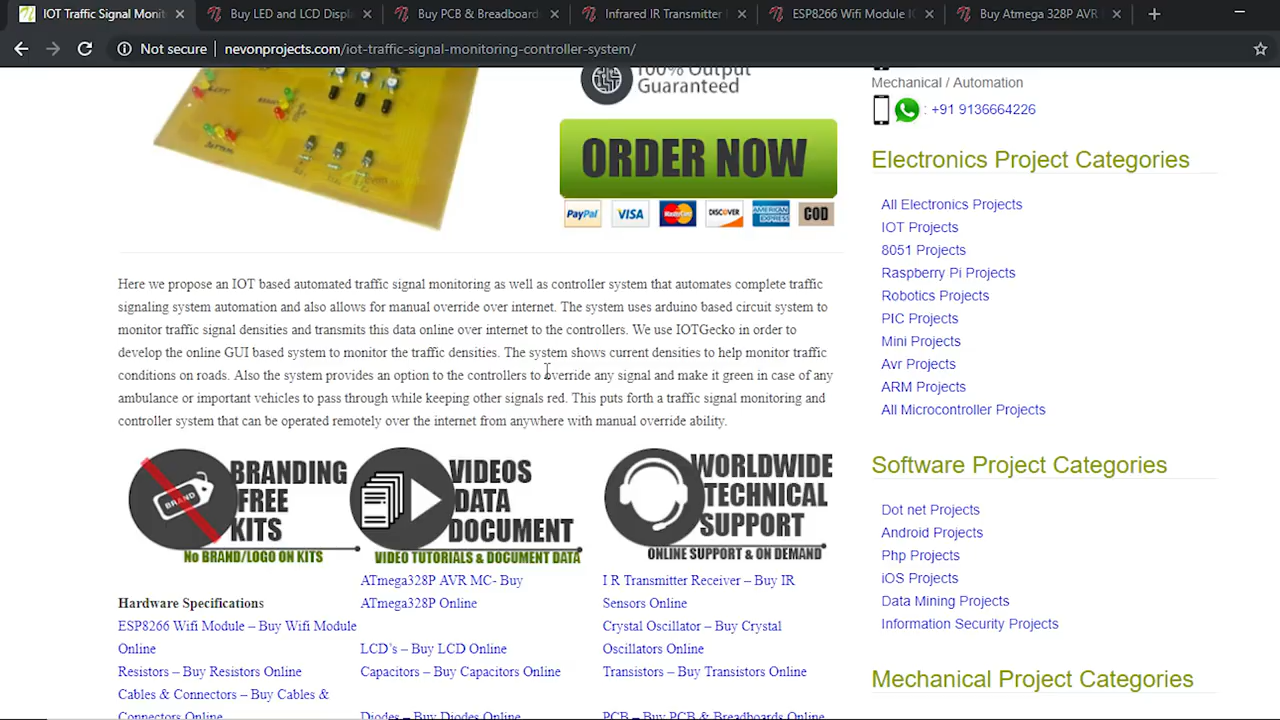 IOT Traffic Signal Monit
Buy LED and LCD Displ
Buy PCB & Breadboard
Infrared IR Transmitter
ESP8266 Wifi Module I
Buy Atmega 328P AVR
Not secure
nevonprojects.com/iot-traffic-signal-monitoring-controller-system/
100% Output
Guaranteed
ORDER NOW
PayPal VISA MasterCard DISCOVER AMERICAN EXPRESS COD
Here we propose an IOT based automated traffic signal monitoring as well as controller system that automates complete traffic
signaling system automation and also allows for manual override over internet. The system uses arduino based circuit system to
monitor traffic signal densities and transmits this data online over internet to the controllers. We use IOTGecko in order to
develop the online GUI based system to monitor the traffic densities. The system shows current densities to help monitor traffic
conditions on roads. Also the system provides an option to the controllers to override any signal and make it green in case of any
ambulance or important vehicles to pass through while keeping other signals red. This puts forth a traffic signal monitoring and
controller system that can be operated remotely over the internet from anywhere with manual override ability.
BRAND
BRANDING
FREE
KITS
No BRAND/LOGO ON KITS
VIDEOS
DATA
DOCUMENT
VIDEO TUTORIALS & DOCUMENT DATA
WORLDWIDE
TECHNICAL
SUPPORT
ONLINE SUPPORT & ON DEMAND
Hardware Specifications
ESP8266 Wifi Module – Buy Wifi Module
Online
Resistors – Buy Resistors Online
Cables & Connectors – Buy Cables &
Connectors Online
ATmega328P AVR MC- Buy
ATmega328P Online
LCD's – Buy LCD Online
Capacitors – Buy Capacitors Online
Diodes – Buy Diodes Online
I R Transmitter Receiver – Buy IR
Sensors Online
Crystal Oscillator – Buy Crystal
Oscillators Online
Transistors – Buy Transistors Online
PCB – Buy PCB & Breadboards Online
Mechanical / Automation
: +91 9136664226
Electronics Project Categories
All Electronics Projects
IOT Projects
8051 Projects
Raspberry Pi Projects
Robotics Projects
PIC Projects
Mini Projects
Avr Projects
ARM Projects
All Microcontroller Projects
Software Project Categories
Dot net Projects
Android Projects
Php Projects
iOS Projects
Data Mining Projects
Information Security Projects
Mechanical Project Categories